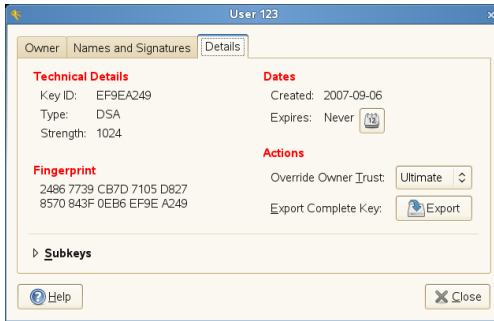 User 123
Owner Names and Signatures Details
Technical Details
Key ID: EF9EA249
Type: DSA
Strength: 1024
Fingerprint
2486 7739 CB7D 7105 D827
8570 843F 0EB6 EF9E A249
Dates
Created: 2007-09-06
Expires: Never 12
Actions
Override Owner Trust: Ultimate
Export Complete Key: Export
Subkeys
Help Close